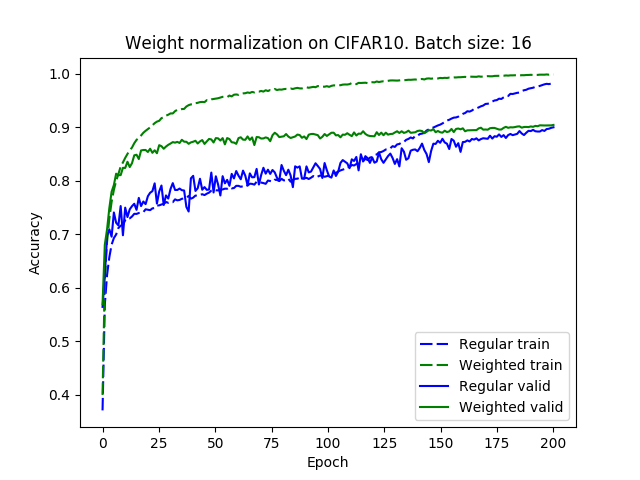 Weight normalization on CIFAR10. Batch size: 16
1.0
0.9
0.8
0.7
0.6
0.5
0.4
Accuracy
Regular train
Weighted train
Regular valid
Weighted valid
0 25 50 75 100 125 150 175 200
Epoch